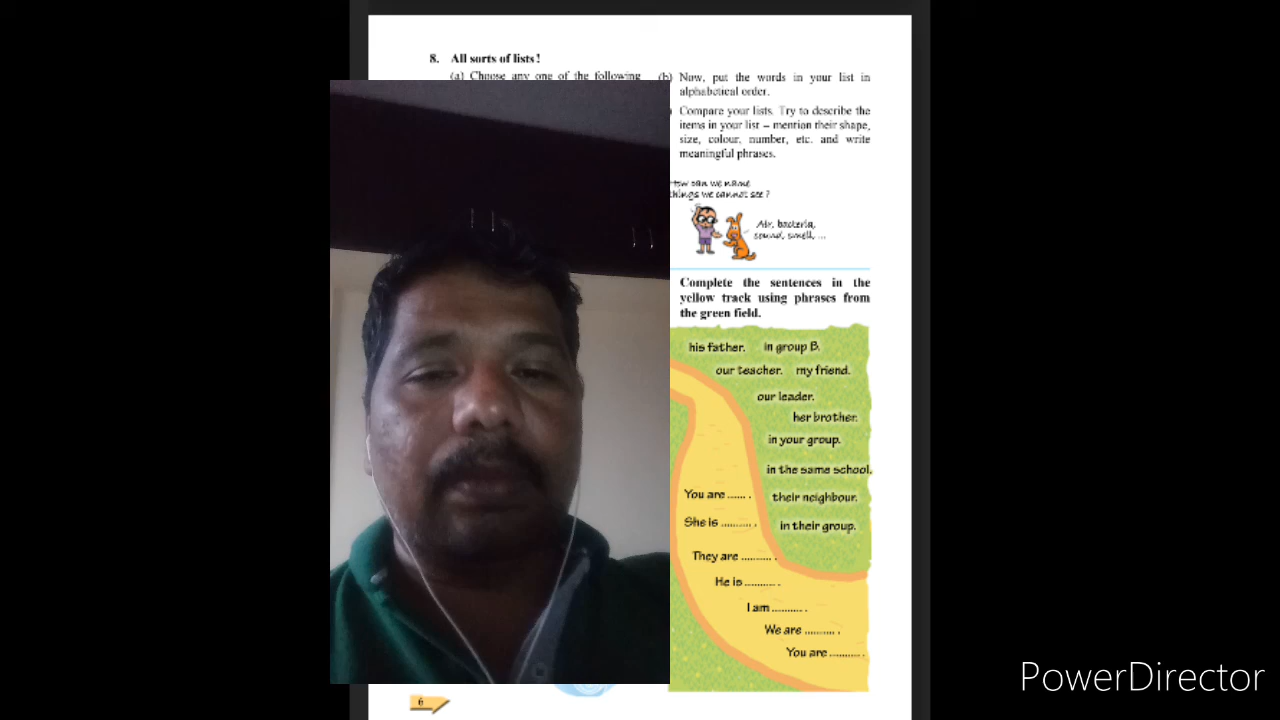 8. All sorts of lists!
(a) Choose any one of the following
(b) Now, put the words in your list in
alphabetical order.
Compare your lists. Try to describe the
items in your list – mention their shape,
size, colour, number, etc. and write
meaningful phrases.
How can we name
things we cannot see ?
Air, bacteria,
sound, smell, ...
Complete the sentences in the
yellow track using phrases from
the green field.
his father. in group B.
our teacher. my friend.
our leader.
her brother.
in your group.
in the same school.
You are ...... . their neighbour.
She is .......... . in their group.
They are .......... .
He is .......... .
I am .......... .
We are .......... .
You are .......... .
6
PowerDirector